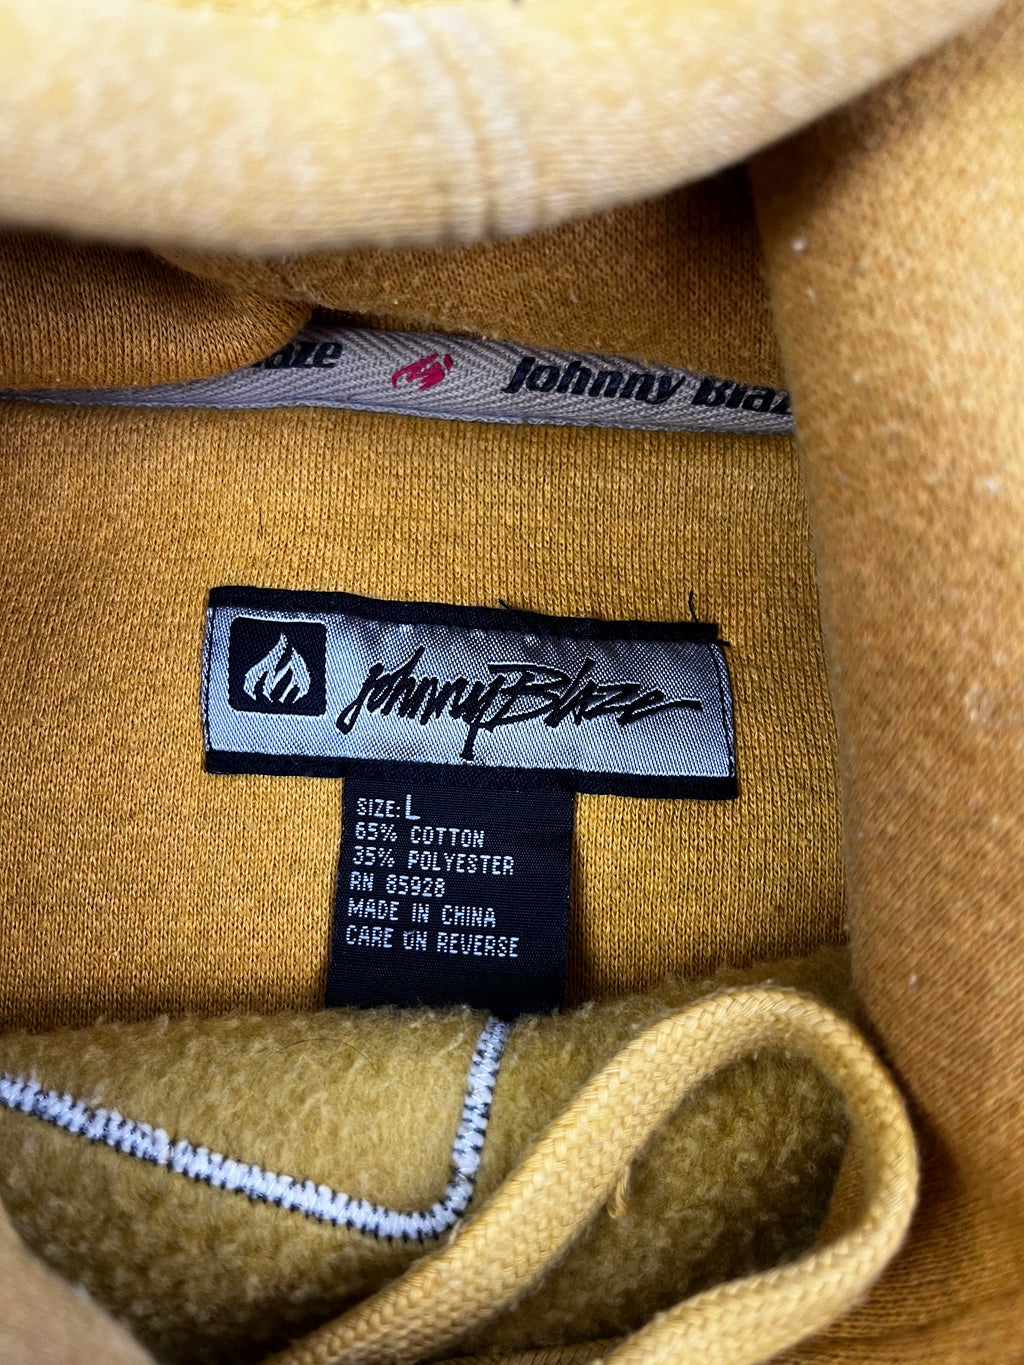 Johnny Blaze
johnny Blaze
SIZE: L
65% COTTON
35% POLYESTER
RN 85928
MADE IN CHINA
CARE ON REVERSE